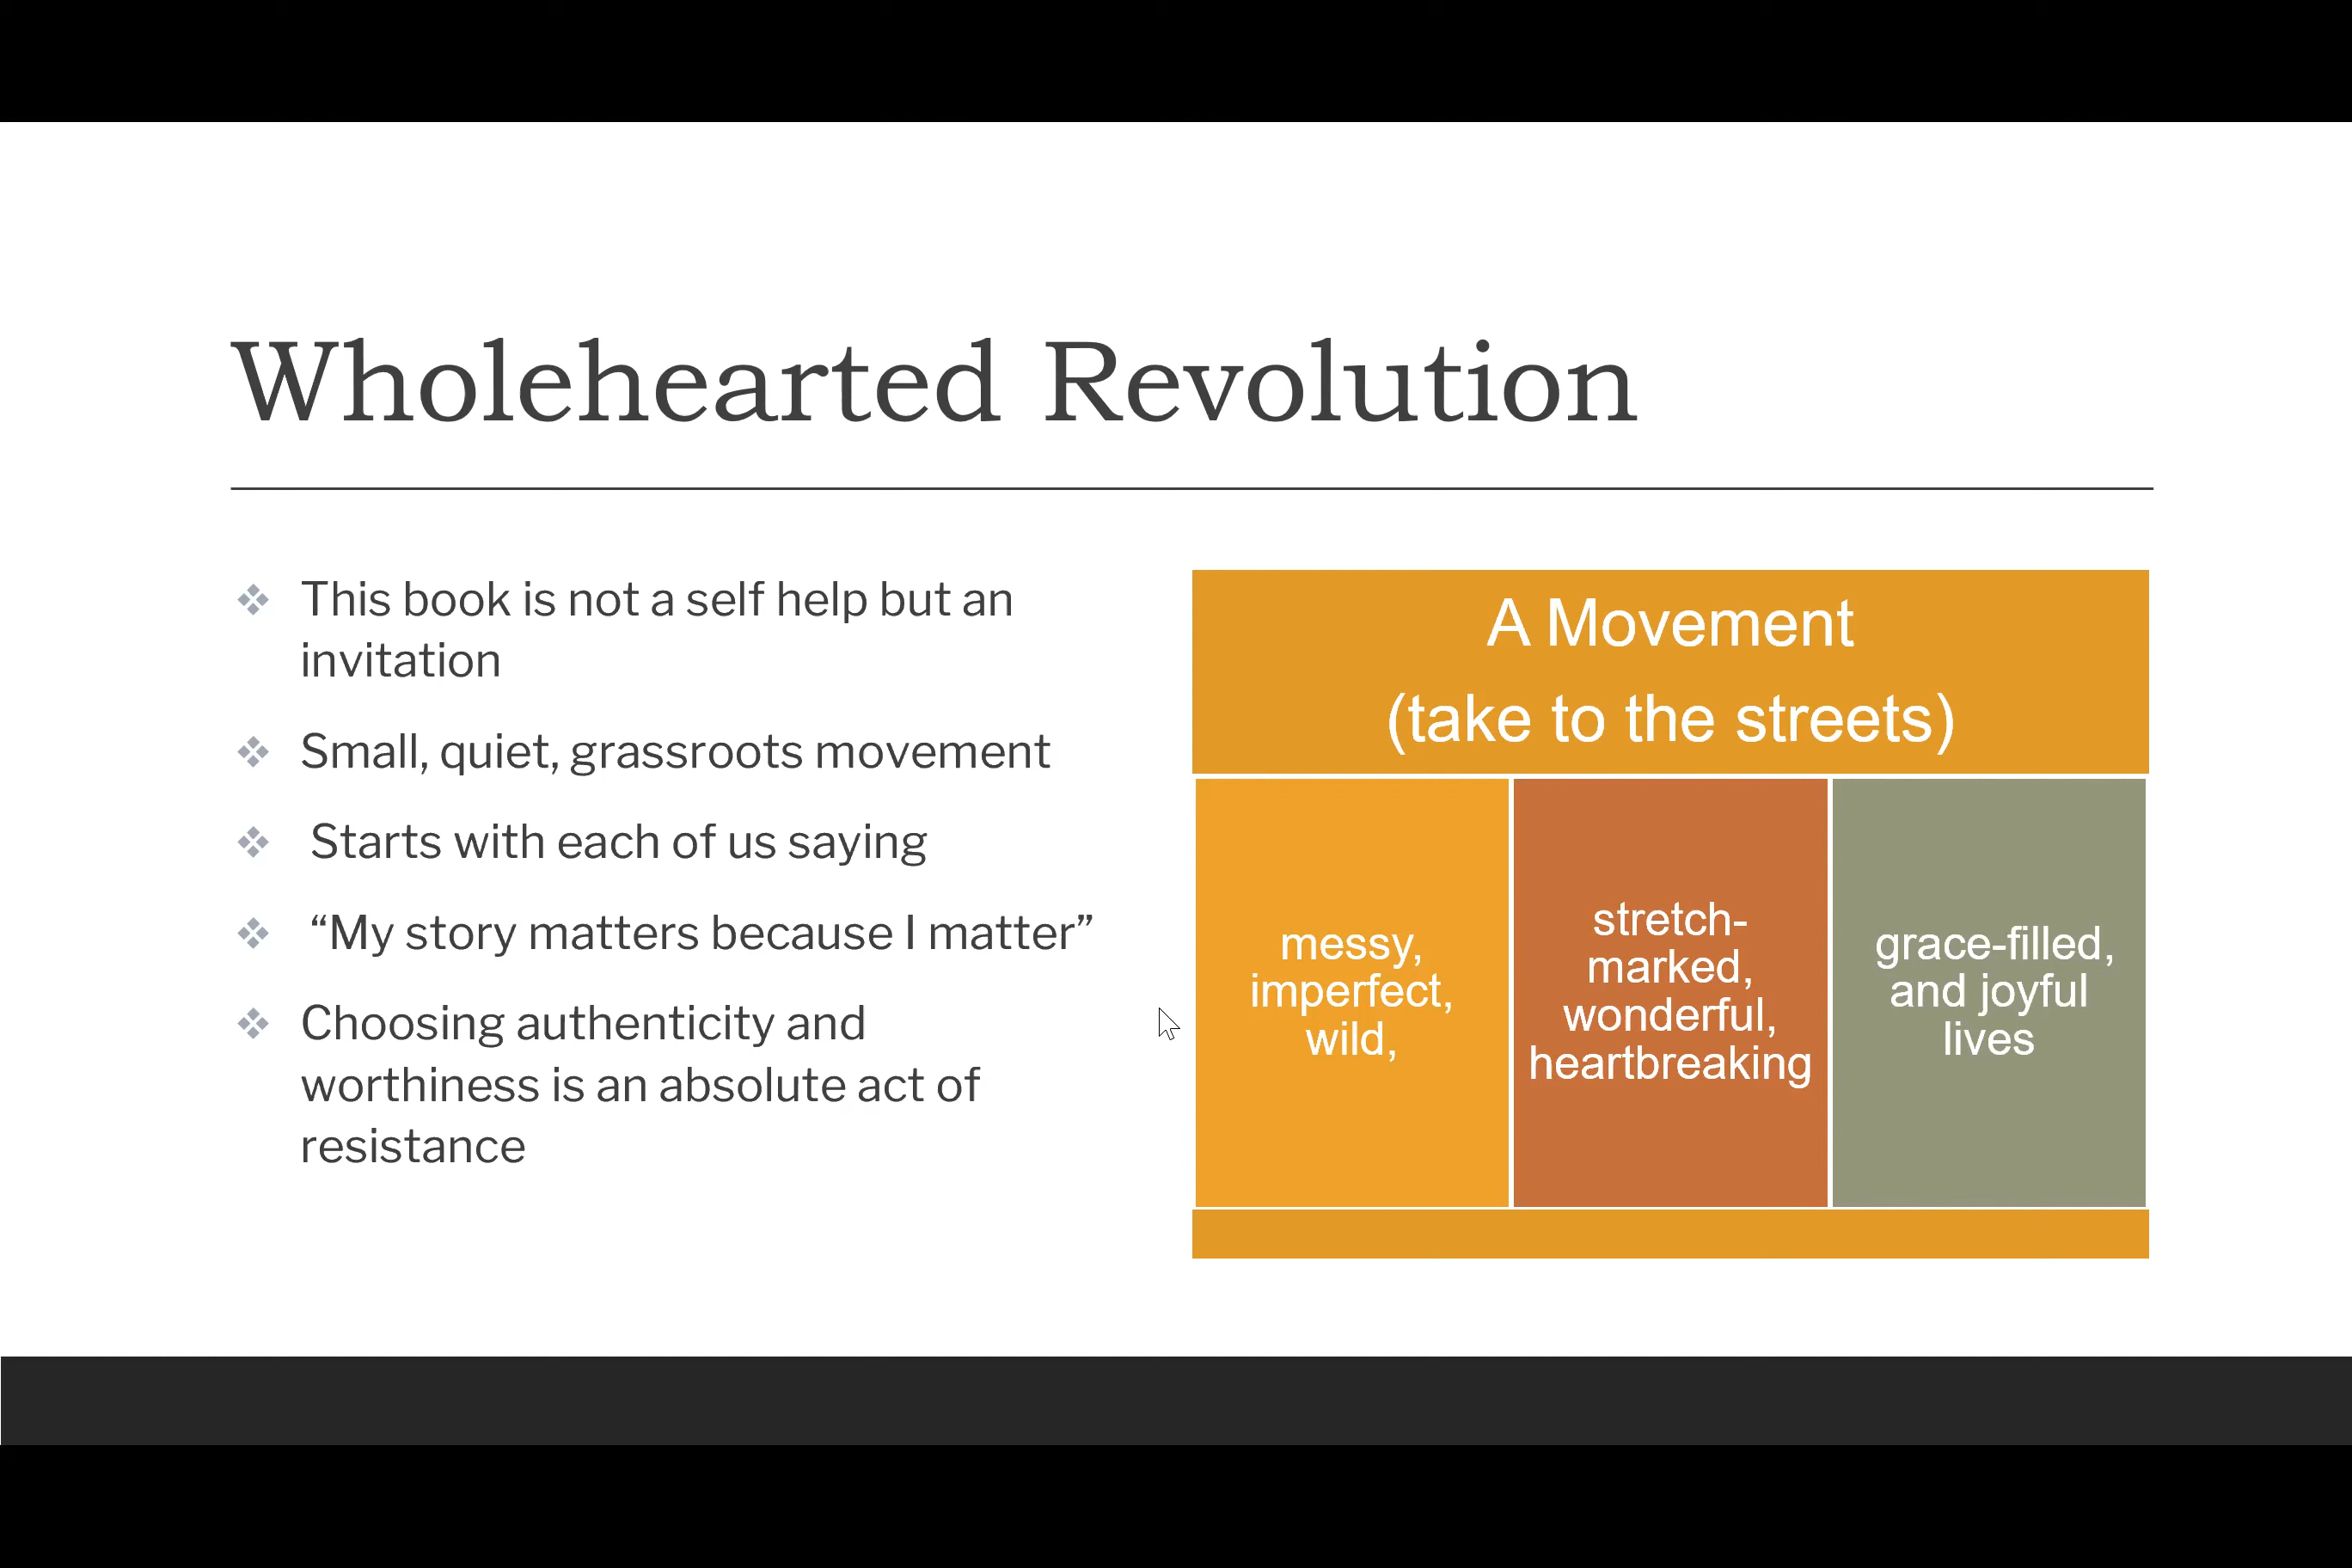 Wholehearted Revolution
This book is not a self help but an
invitation
Small, quiet, grassroots movement
Starts with each of us saying
“My story matters because I matter”
Choosing authenticity and
worthiness is an absolute act of
resistance
A Movement
(take to the streets)
messy,
imperfect,
wild,
stretch-
marked,
wonderful,
heartbreaking
grace-filled,
and joyful
lives